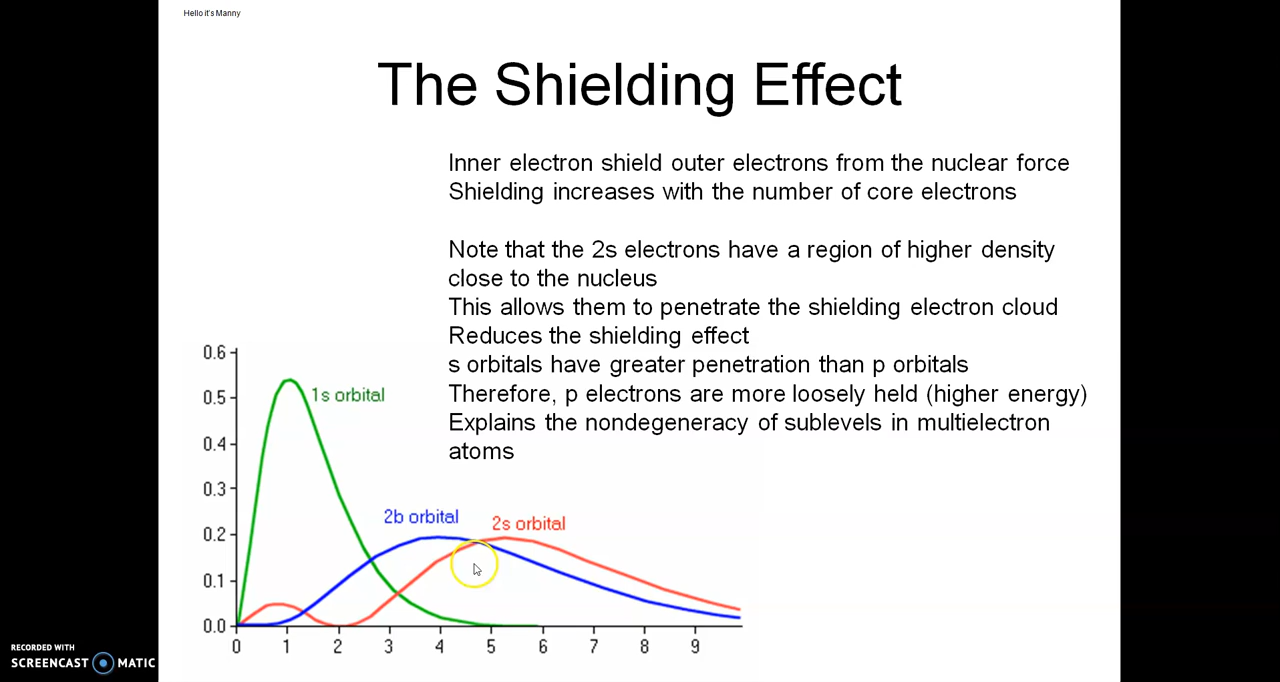 Hello it's Manny
The Shielding Effect
Inner electron shield outer electrons from the nuclear force
Shielding increases with the number of core electrons
Note that the 2s electrons have a region of higher density
close to the nucleus
This allows them to penetrate the shielding electron cloud
Reduces the shielding effect
s orbitals have greater penetration than p orbitals
Therefore, p electrons are more loosely held (higher energy)
Explains the nondegeneracy of sublevels in multielectron
atoms
0.6
0.5
0.4
0.3
0.2
0.1
0.0
1s orbital
2b orbital
2s orbital
0 1 2 3 4 5 6 7 8 9
RECORDED WITH
SCREENCAST MATIC